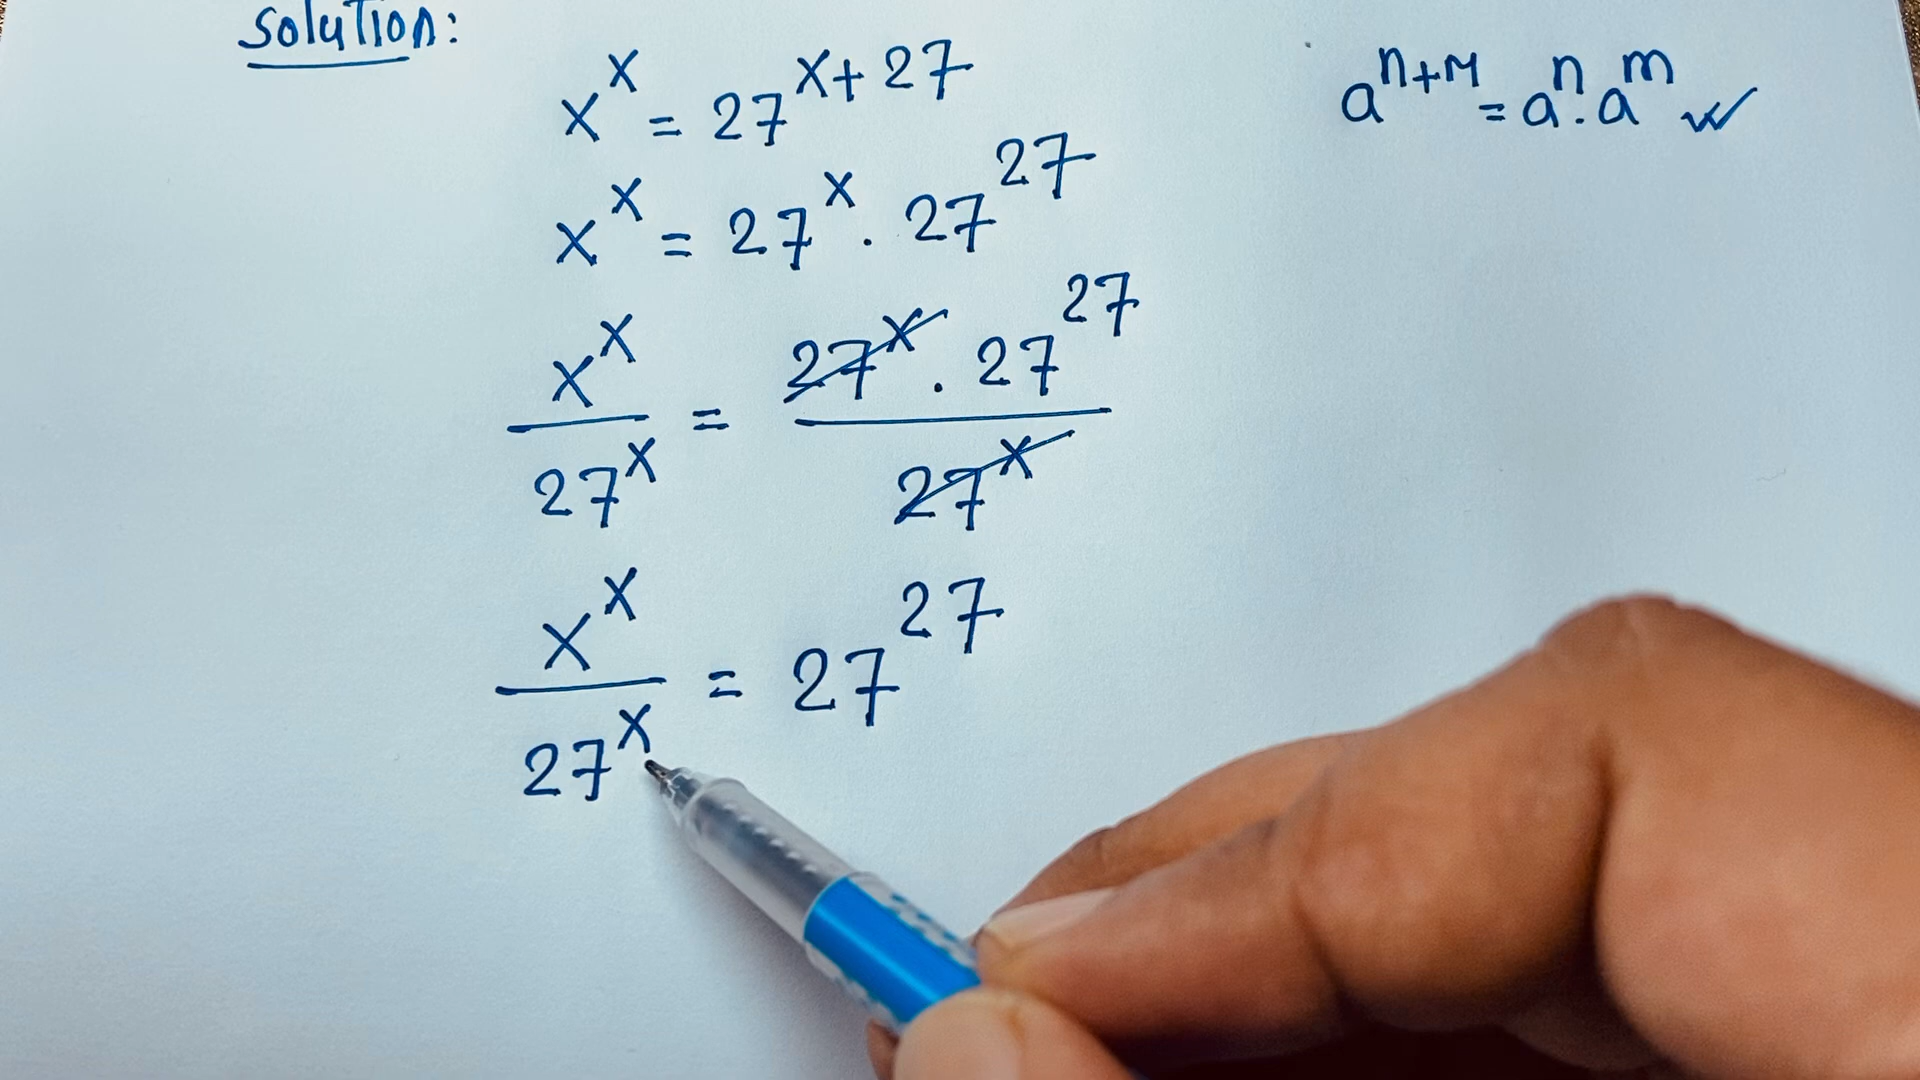 Solution:
x^x = 27^{x+27}
a^{n+m} = a^n . a^m ✓
x^x = 27^x . 27^{27}
x^x / 27^x = 27^x . 27^{27} / 27^x
x^x / 27^x = 27^{27}